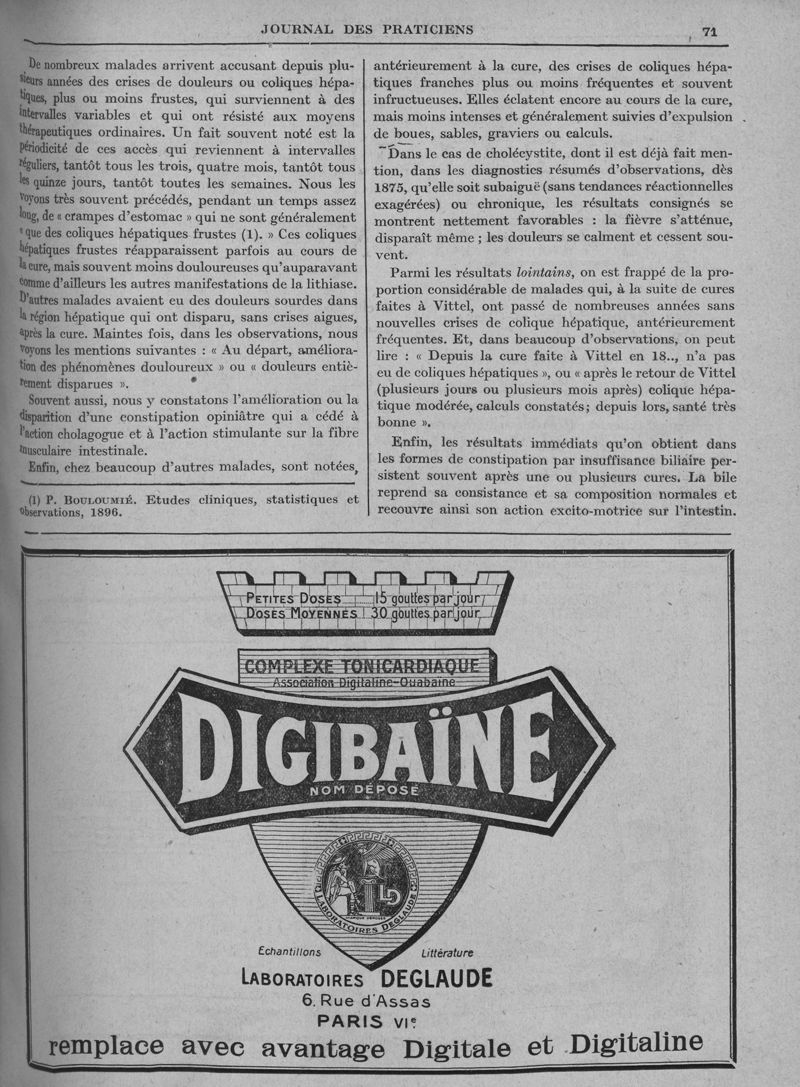 JOURNAL DES PRATICIENS
71
De nombreux malades arrivent accusant depuis plu-
sieurs années des crises de douleurs ou coliques hépa-
tiques, plus ou moins frustes, qui surviennent à des
intervalles variables et qui ont résisté aux moyens
thérapeutiques ordinaires. Un fait souvent noté est la
périodicité de ces accès qui reviennent à intervalles
réguliers, tantôt tous les trois, quatre mois, tantôt tous
les quinze jours, tantôt toutes les semaines. Nous les
voyons très souvent précédés, pendant un temps assez
long, de « crampes d'estomac » qui ne sont généralement
« que des coliques hépatiques frustes (1). » Ces coliques
hépatiques frustes réapparaissent parfois au cours de
la cure, mais souvent moins douloureuses qu'auparavant
comme d'ailleurs les autres manifestations de la lithiase.
D'autres malades avaient eu des douleurs sourdes dans
la région hépatique qui ont disparu, sans crises aigues,
après la cure. Maintes fois, dans les observations, nous
voyons les mentions suivantes : « Au départ, améliora-
tion des phénomènes douloureux » ou « douleurs entiè-
rement disparues ».
Souvent aussi, nous y constatons l'amélioration ou la
disparition d'une constipation opiniâtre qui a cédé à
l'action cholagogue et à l'action stimulante sur la fibre
musculaire intestinale.
Enfin, chez beaucoup d'autres malades, sont notées,
(1) P. BOULOUMIÉ. Etudes cliniques, statistiques et
observations, 1896.
antérieurement à la cure, des crises de coliques hépa-
tiques franches plus ou moins fréquentes et souvent
infructueuses. Elles éclatent encore au cours de la cure,
mais moins intenses et généralement suivies d'expulsion
de boues, sables, graviers ou calculs.
Dans le cas de cholécystite, dont il est déjà fait men-
tion, dans les diagnostics résumés d'observations, dès
1875, qu'elle soit subaiguë (sans tendances réactionnelles
exagérées) ou chronique, les résultats consignés se
montrent nettement favorables : la fièvre s'atténue,
disparaît même ; les douleurs se calment et cessent sou-
vent.
Parmi les résultats lointains, on est frappé de la pro-
portion considérable de malades qui, à la suite de cures
faites à Vittel, ont passé de nombreuses années sans
nouvelles crises de colique hépatique, antérieurement
fréquentes. Et, dans beaucoup d'observations, on peut
lire : « Depuis la cure faite à Vittel en 18.., n'a pas
eu de coliques hépatiques », ou « après le retour de Vittel
(plusieurs jours ou plusieurs mois après) colique hépa-
tique modérée, calculs constatés; depuis lors, santé très
bonne ».
Enfin, les résultats immédiats qu'on obtient dans
les formes de constipation par insuffisance biliaire per-
sistent souvent après une ou plusieurs cures. La bile
reprend sa consistance et sa composition normales et
recouvre ainsi son action excito-motrice sur l'intestin.
PETITES DOSES 15 gouttes par jour
DOSES MOYENNES 30 gouttes par jour
COMPLEXE TONICARDIAQUE
Association Digitaline-Ouabaïne
DIGIBAÏNE
NOM DÉPOSÉ
LABORATOIRES DEGLAUDE
LD
Échantillons
Littérature
LABORATOIRES DEGLAUDE
6. Rue d'Assas
PARIS VIe
remplace avec avantage Digitale et Digitaline